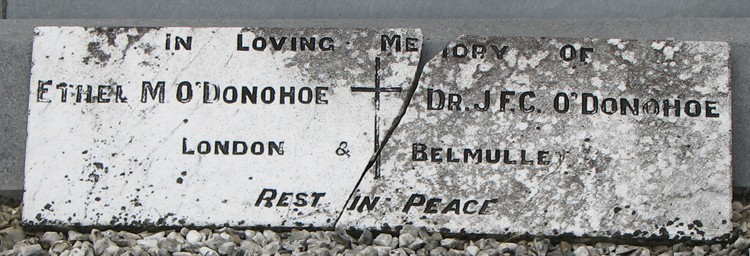 IN LOVING MEMORY OF
ETHEL M O'DONOHOE DR. J.F.C. O'DONOHOE
LONDON & BELMULLET
REST IN PEACE